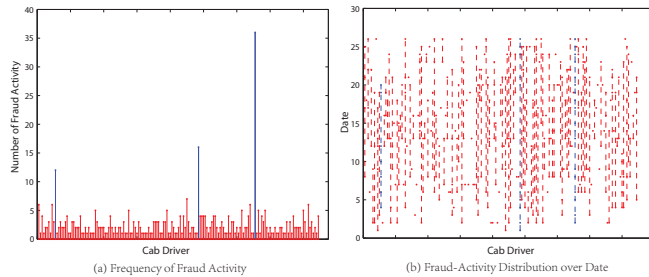 40
35
30
25
20
15
10
5
0
Number of Fraud Activity
Cab Driver
(a) Frequency of Fraud Activity
30
25
20
15
10
5
0
Date
Cab Driver
(b) Fraud-Activity Distribution over Date